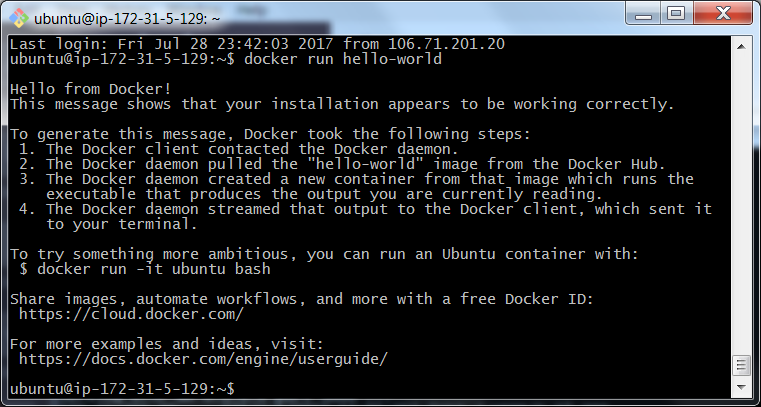 ubuntu@ip-172-31-5-129: ~
Last login: Fri Jul 28 23:42:03 2017 from 106.71.201.20
ubuntu@ip-172-31-5-129:~$ docker run hello-world
Hello from Docker!
This message shows that your installation appears to be working correctly.
To generate this message, Docker took the following steps:
1. The Docker client contacted the Docker daemon.
2. The Docker daemon pulled the "hello-world" image from the Docker Hub.
3. The Docker daemon created a new container from that image which runs the
executable that produces the output you are currently reading.
4. The Docker daemon streamed that output to the Docker client, which sent it
to your terminal.
To try something more ambitious, you can run an Ubuntu container with:
$ docker run -it ubuntu bash
Share images, automate workflows, and more with a free Docker ID:
https://cloud.docker.com/
For more examples and ideas, visit:
https://docs.docker.com/engine/userguide/
ubuntu@ip-172-31-5-129:~$